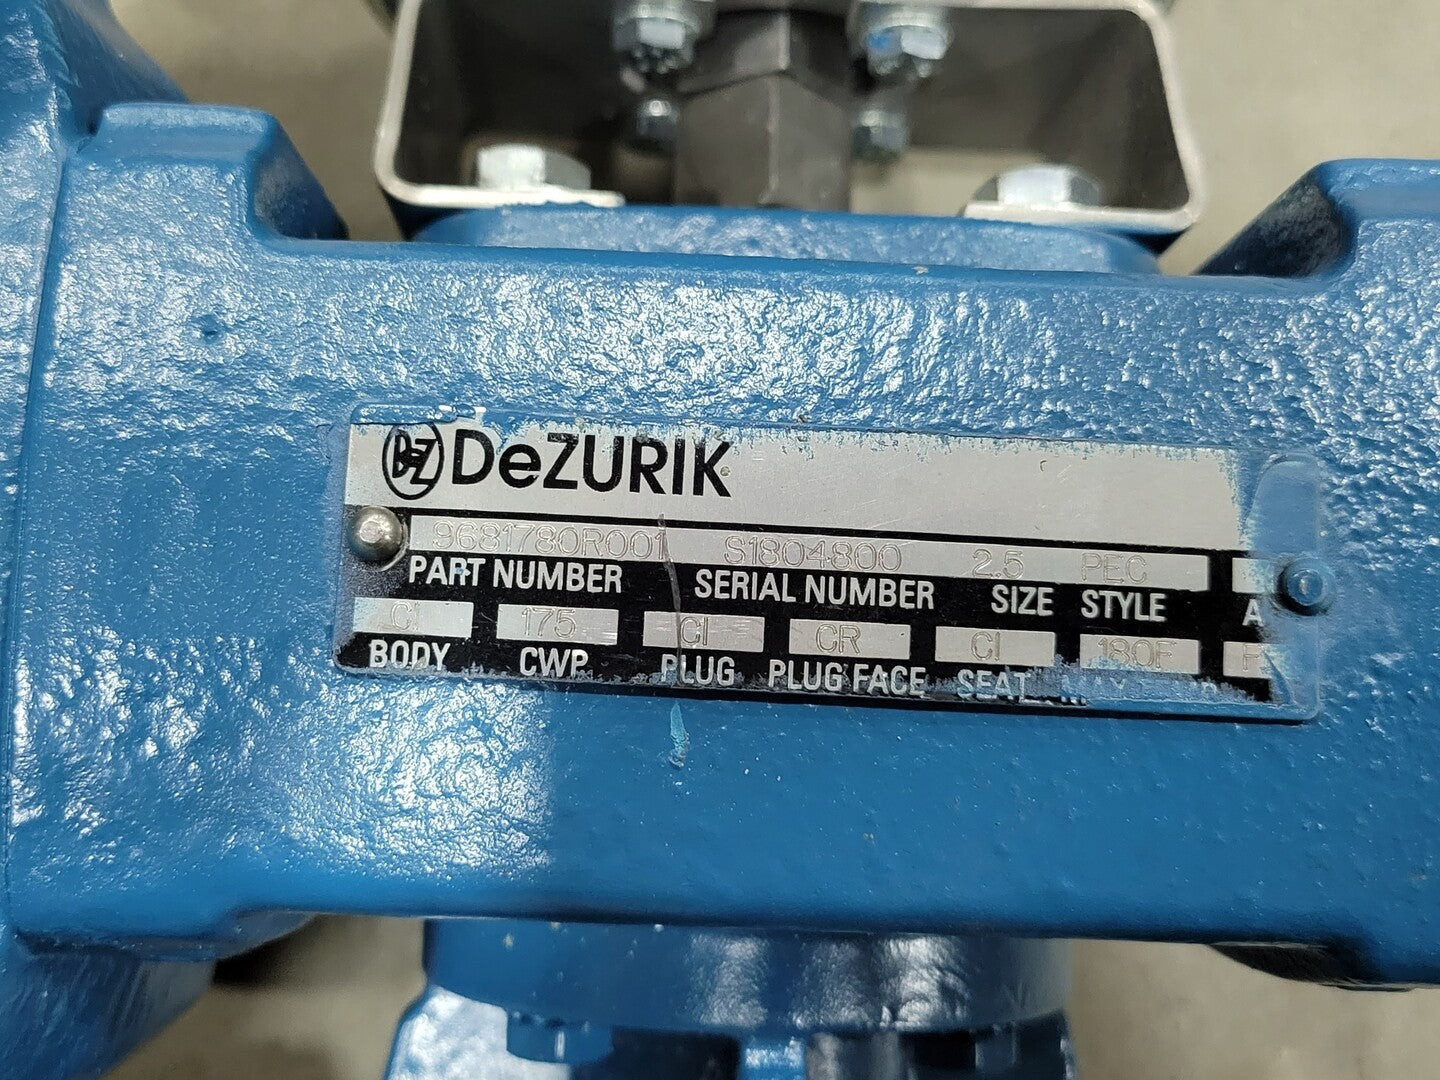 DeZ DeZURIK
9681780R001 S1804800 2.5 PEC
PART NUMBER SERIAL NUMBER SIZE STYLE
CI 175 CI CR CI 180F
BODY CWP PLUG PLUG FACE SEAT